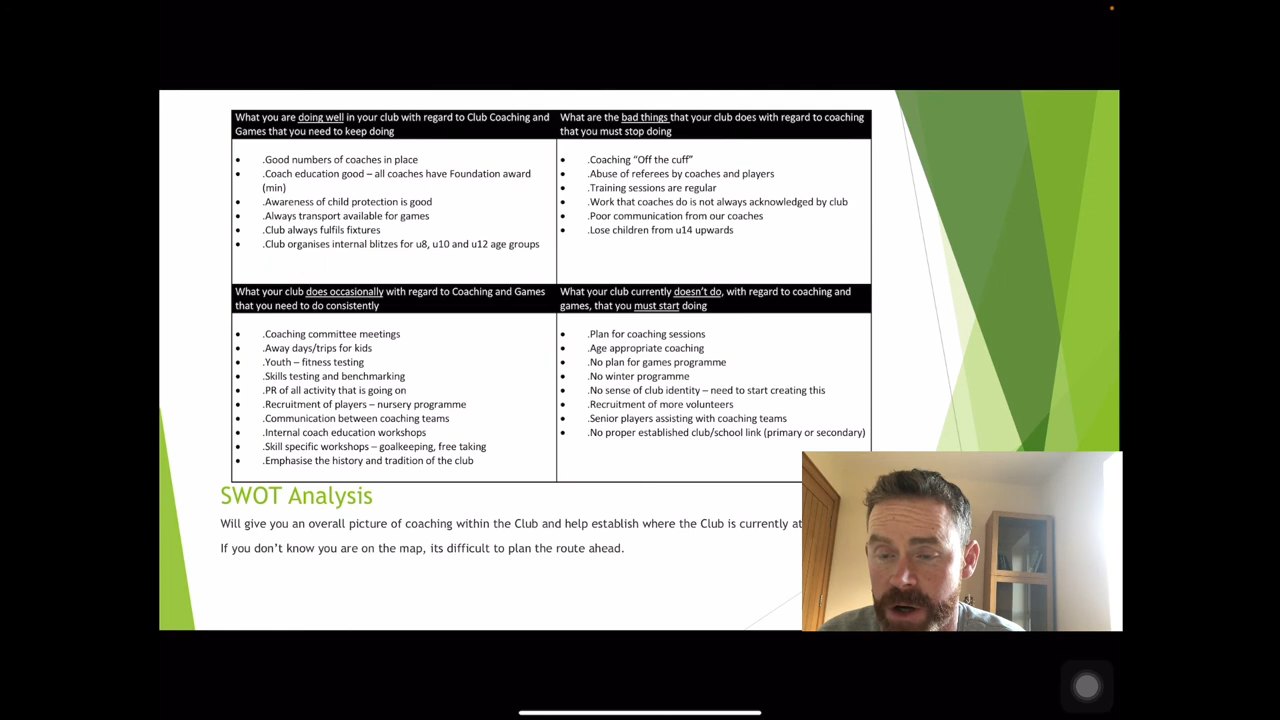 What you are doing well in your club with regard to Club Coaching and
Games that you need to keep doing
.Good numbers of coaches in place
.Coach education good – all coaches have Foundation award
(min)
.Awareness of child protection is good
.Always transport available for games
.Club always fulfils fixtures
.Club organises internal blitzes for u8, u10 and u12 age groups
What are the bad things that your club does with regard to coaching
that you must stop doing
.Coaching “Off the cuff”
.Abuse of referees by coaches and players
.Training sessions are regular
.Work that coaches do is not always acknowledged by club
.Poor communication from our coaches
.Lose children from u14 upwards
What your club does occasionally with regard to Coaching and Games
that you need to do consistently
.Coaching committee meetings
.Away days/trips for kids
.Youth – fitness testing
.Skills testing and benchmarking
.PR of all activity that is going on
.Recruitment of players – nursery programme
.Communication between coaching teams
.Internal coach education workshops
.Skill specific workshops – goalkeeping, free taking
.Emphasise the history and tradition of the club
What your club currently doesn’t do, with regard to coaching and
games, that you must start doing
.Plan for coaching sessions
.Age appropriate coaching
.No plan for games programme
.No winter programme
.No sense of club identity – need to start creating this
.Recruitment of more volunteers
.Senior players assisting with coaching teams
.No proper established club/school link (primary or secondary)
SWOT Analysis
Will give you an overall picture of coaching within the Club and help establish where the Club is currently at
If you don’t know you are on the map, its difficult to plan the route ahead.